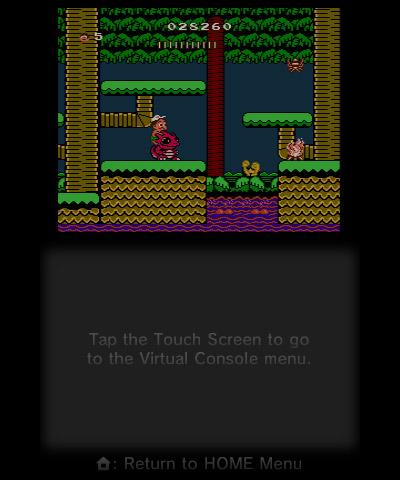 028260
5
Tap the Touch Screen to go
to the Virtual Console menu.
: Return to HOME Menu